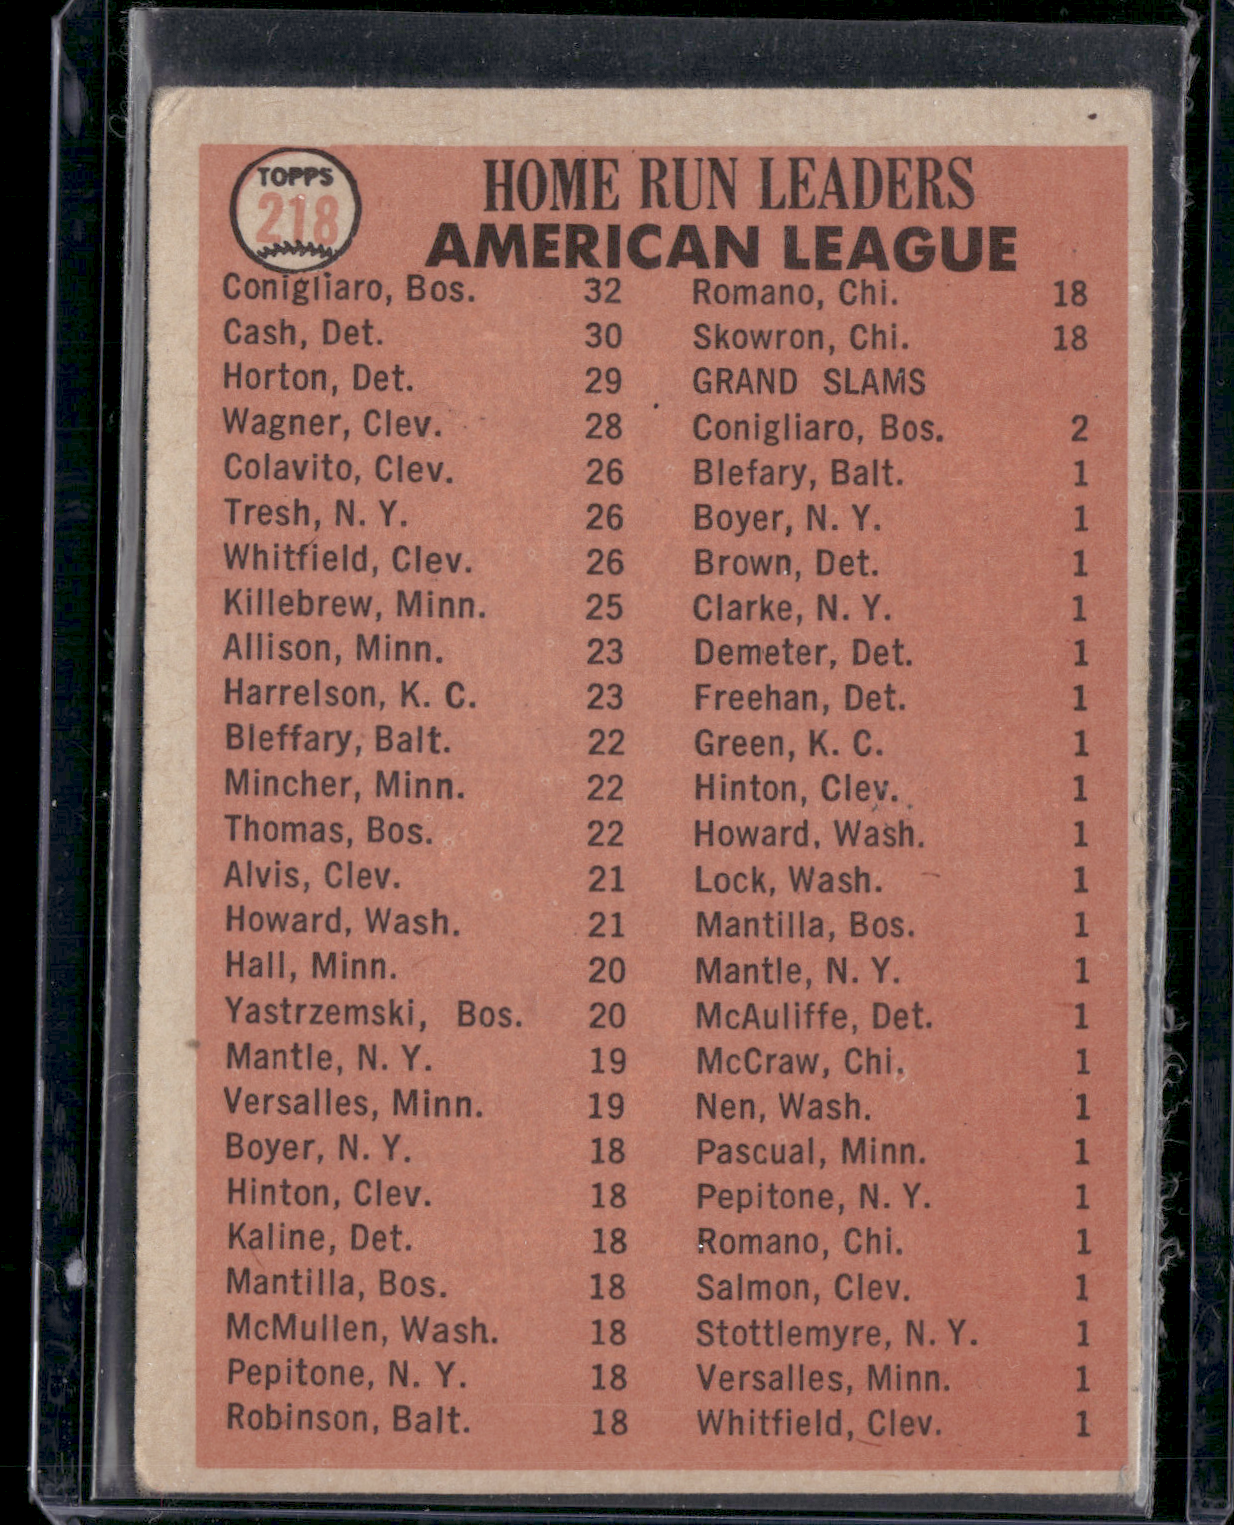 TOPPS
218
HOME RUN LEADERS
AMERICAN LEAGUE
Conigliaro, Bos. 32
Cash, Det. 30
Horton, Det. 29
Wagner, Clev. 28
Colavito, Clev. 26
Tresh, N. Y. 26
Whitfield, Clev. 26
Killebrew, Minn. 25
Allison, Minn. 23
Harrelson, K. C. 23
Bleffary, Balt. 22
Mincher, Minn. 22
Thomas, Bos. 22
Alvis, Clev. 21
Howard, Wash. 21
Hall, Minn. 20
Yastrzemski, Bos. 20
Mantle, N. Y. 19
Versalles, Minn. 19
Boyer, N. Y. 18
Hinton, Clev. 18
Kaline, Det. 18
Mantilla, Bos. 18
McMullen, Wash. 18
Pepitone, N. Y. 18
Robinson, Balt. 18
Romano, Chi. 18
Skowron, Chi. 18
GRAND SLAMS
Conigliaro, Bos. 2
Blefary, Balt. 1
Boyer, N. Y. 1
Brown, Det. 1
Clarke, N. Y. 1
Demeter, Det. 1
Freehan, Det. 1
Green, K. C. 1
Hinton, Clev. 1
Howard, Wash. 1
Lock, Wash. 1
Mantilla, Bos. 1
Mantle, N. Y. 1
McAuliffe, Det. 1
McCraw, Chi. 1
Nen, Wash. 1
Pascual, Minn. 1
Pepitone, N. Y. 1
Romano, Chi. 1
Salmon, Clev. 1
Stottlemyre, N. Y. 1
Versalles, Minn. 1
Whitfield, Clev. 1